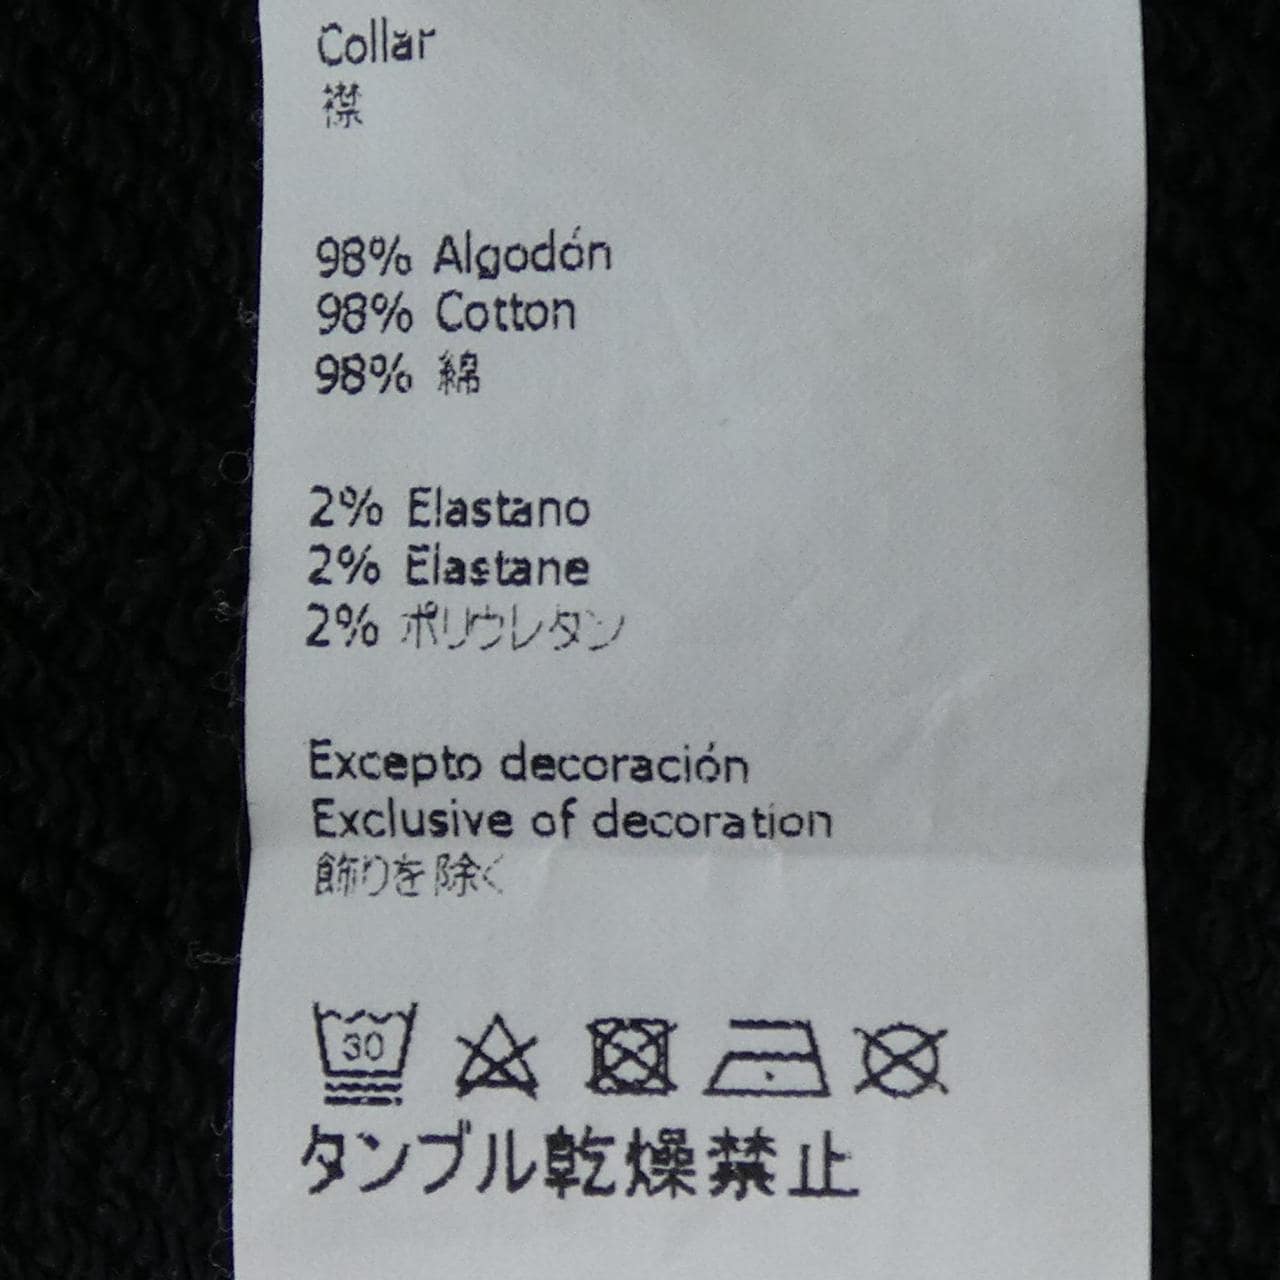 Collar
襟
98% Algodón
98% Cotton
98% 綿
2% Elastano
2% Elastane
2% ポリウレタン
Excepto decoración
Exclusive of decoration
飾りを除く
30
タンブル乾燥禁止